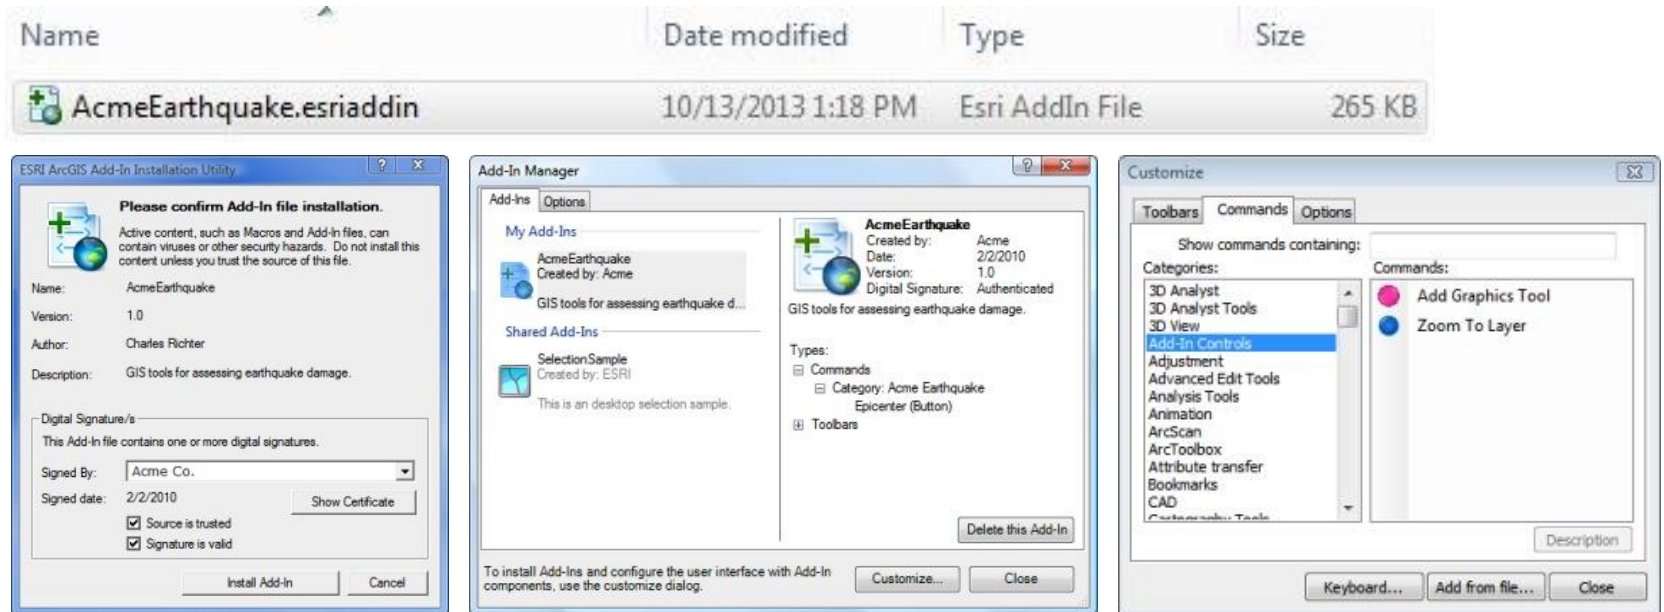 Name Date modified Type Size
AcmeEarthquake.esriaddin 10/13/2013 1:18 PM Esri AddIn File 265 KB
ESRI ArcGIS Add-In Installation Utility
Please confirm Add-In file installation.
Active content, such as Macros and Add-In files, can
contain viruses or other security hazards. Do not install this
content unless you trust the source of this file.
Name: AcmeEarthquake
Version: 1.0
Author: Charles Richter
Description: GIS tools for assessing earthquake damage.
Digital Signature/s
This Add-In file contains one or more digital signatures.
Signed By: Acme Co.
Signed date: 2/2/2010
Show Certificate
Source is trusted
Signature is valid
Install Add-In Cancel
Add-In Manager
Add-Ins Options
My Add-Ins
AcmeEarthquake
Created by: Acme
GIS tools for assessing earthquake d...
Shared Add-Ins
SelectionSample
Created by: ESRI
This is an desktop selection sample.
AcmeEarthquake
Created by: Acme
Date: 2/2/2010
Version: 1.0
Digital Signature: Authenticated
GIS tools for assessing earthquake damage.
Types:
Commands
Category: Acme Earthquake
Epicenter (Button)
Toolbars
Delete this Add-In
To install Add-Ins and configure the user interface with Add-In
components, use the customize dialog.
Customize... Close
Customize
Toolbars Commands Options
Show commands containing:
Categories: Commands:
3D Analyst
3D Analyst Tools
3D View
Add-In Controls
Adjustment
Advanced Edit Tools
Analysis Tools
Animation
ArcScan
ArcToolbox
Attribute transfer
Bookmarks
CAD
Cartography Tools
Add Graphics Tool
Zoom To Layer
Description
Keyboard... Add from file... Close